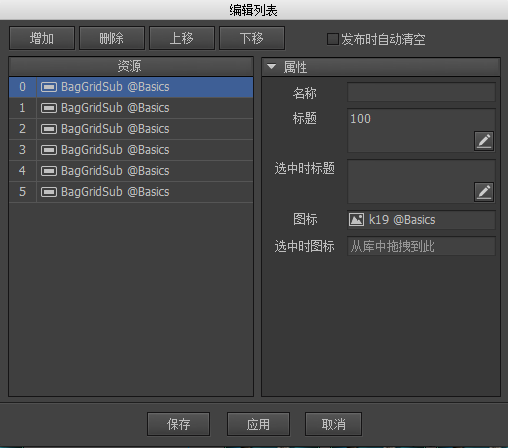 编辑列表
增加 删除 上移 下移 发布时自动清空
资源
0 BagGridSub @Basics
1 BagGridSub @Basics
2 BagGridSub @Basics
3 BagGridSub @Basics
4 BagGridSub @Basics
5 BagGridSub @Basics
属性
名称
标题 100
选中时标题
图标 k19 @Basics
选中时图标 从库中拖拽到此
保存 应用 取消